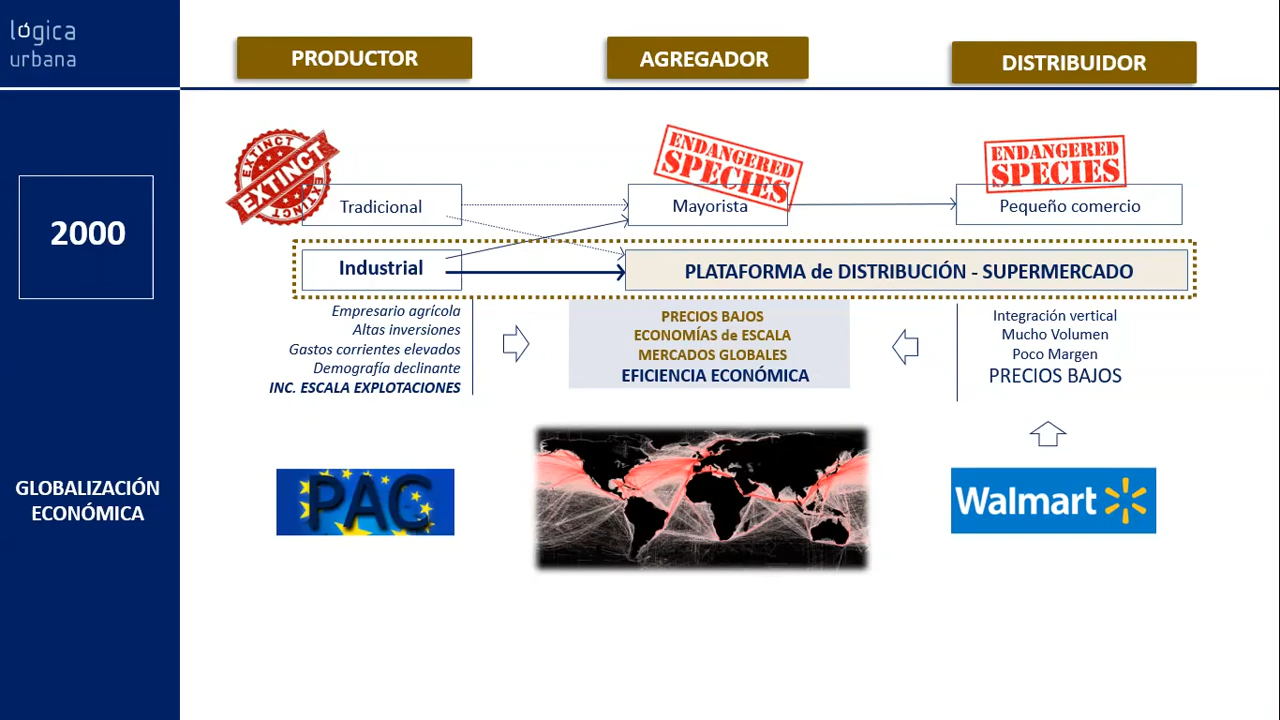 lógica
urbana
PRODUCTOR
AGREGADOR
DISTRIBUIDOR
2000
GLOBALIZACIÓN
ECONÓMICA
EXTINCT
EXTINCT
EXTINCT
Tradicional
ENDANGERED
SPECIES
Mayorista
ENDANGERED
SPECIES
Pequeño comercio
Industrial
PLATAFORMA de DISTRIBUCIÓN - SUPERMERCADO
Empresario agrícola
Altas inversiones
Gastos corrientes elevados
Demografía declinante
INC. ESCALA EXPLOTACIONES
PRECIOS BAJOS
ECONOMÍAS de ESCALA
MERCADOS GLOBALES
EFICIENCIA ECONÓMICA
Integración vertical
Mucho Volumen
Poco Margen
PRECIOS BAJOS
PAC
Walmart